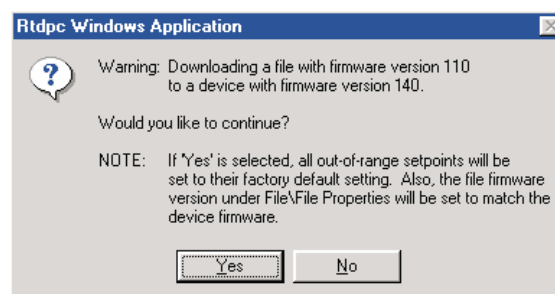 Rtdpc Windows Application
Warning: Downloading a file with firmware version 110
to a device with firmware version 140.
Would you like to continue?
NOTE: If 'Yes' is selected, all out-of-range setpoints will be
set to their factory default setting. Also, the file firmware
version under File\File Properties will be set to match the
device firmware.
Yes No